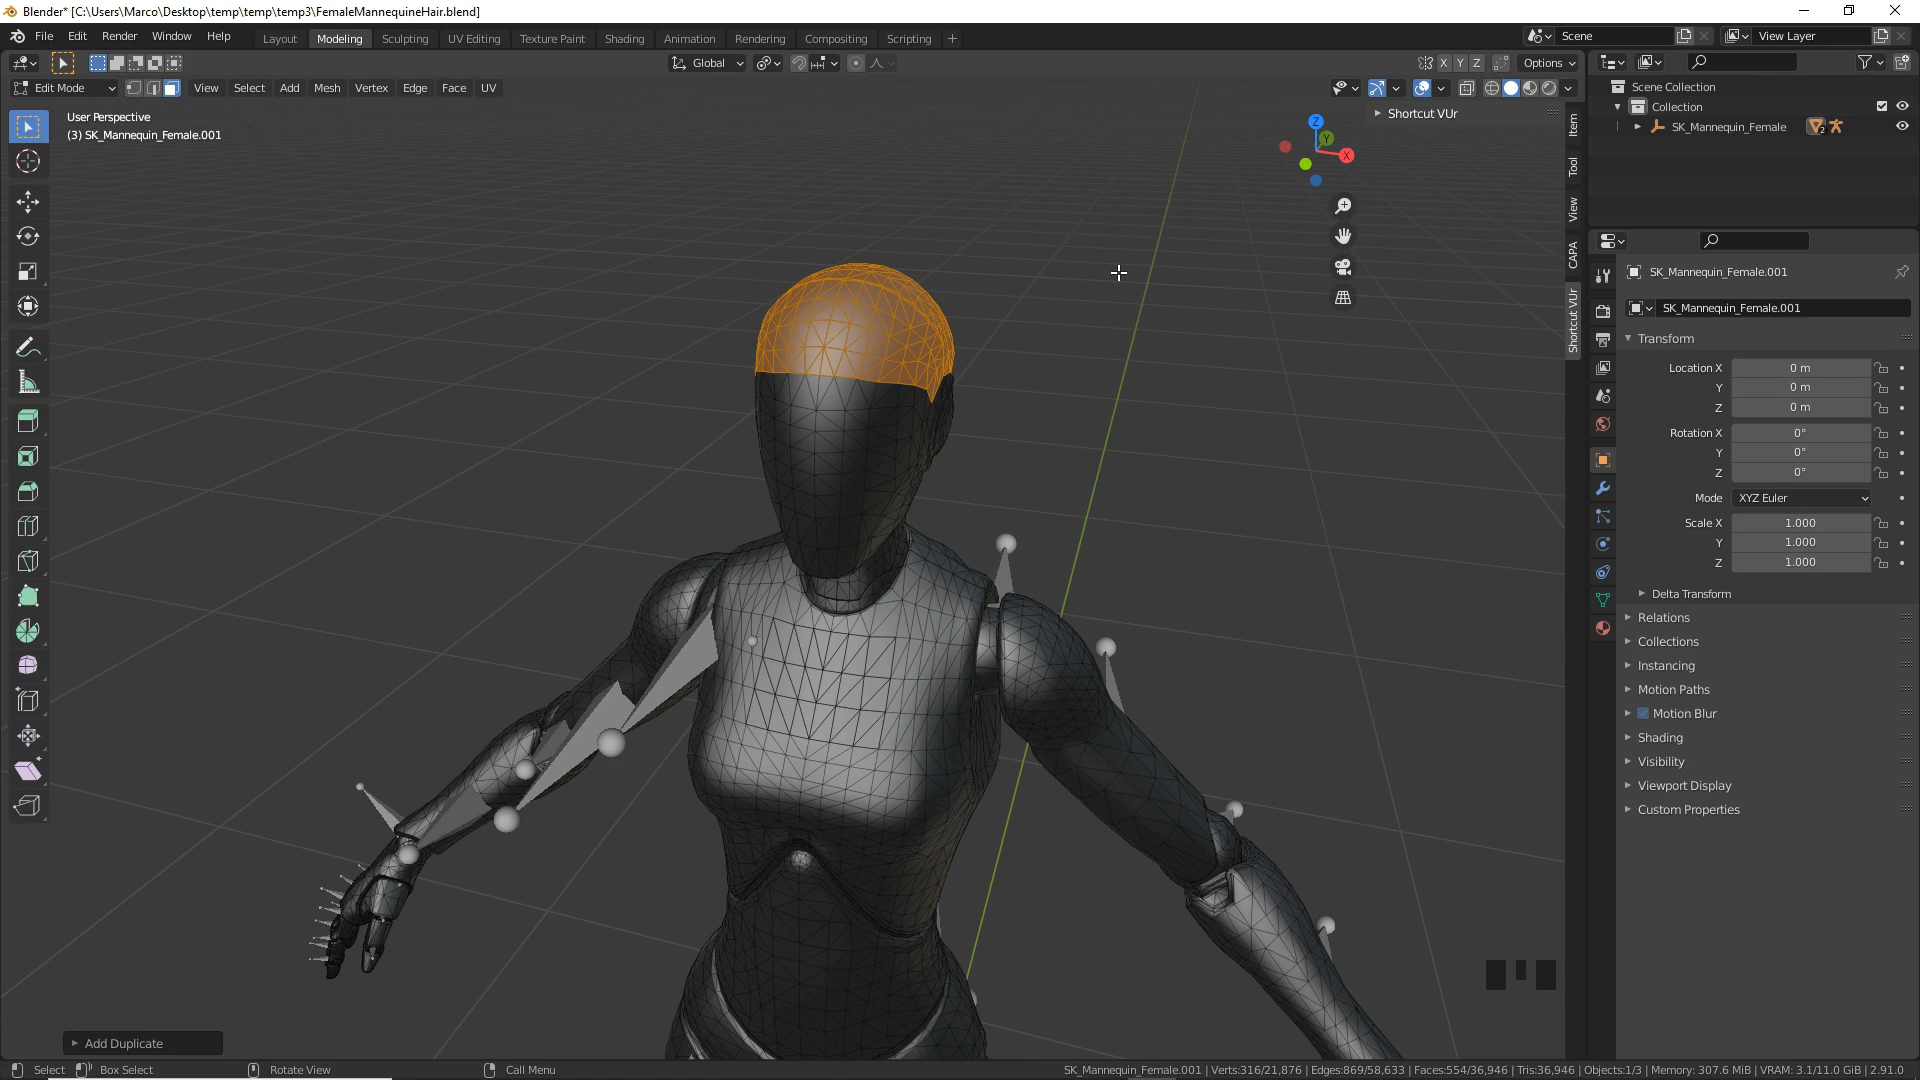 Blender* [C:\Users\Marco\Desktop\temp\temp\temp3\FemaleMannequineHair.blend]
File Edit Render Window Help Layout Modeling Sculpting UV Editing Texture Paint Shading Animation Rendering Compositing Scripting + Scene View Layer
Global X Y Z Options
Edit Mode View Select Add Mesh Vertex Edge Face UV
User Perspective
(3) SK_Mannequin_Female.001
Shortcut VUr
Z
Y
X
Item
Tool
View
CAPA
Shortcut VUr
Scene Collection
Collection
SK_Mannequin_Female 2
SK_Mannequin_Female.001
SK_Mannequin_Female.001
Transform
Location X 0 m
Y 0 m
Z 0 m
Rotation X 0°
Y 0°
Z 0°
Mode XYZ Euler
Scale X 1.000
Y 1.000
Z 1.000
Delta Transform
Relations
Collections
Instancing
Motion Paths
Motion Blur
Shading
Visibility
Viewport Display
Custom Properties
Add Duplicate
Select Box Select Rotate View Call Menu SK_Mannequin_Female.001 | Verts:316/21,876 | Edges:869/58,633 | Faces:554/36,946 | Tris:36,946 | Objects:1/3 | Memory: 307.6 MiB | VRAM: 3.1/11.0 GiB | 2.91.0